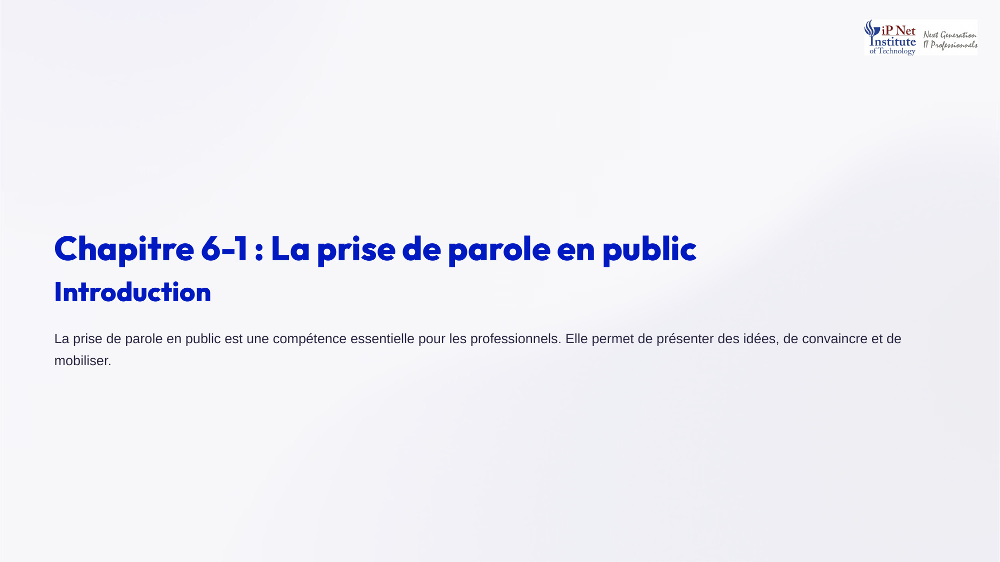 iP Net
Institute
of Technology
Next Generation
IT Professionnels
Chapitre 6-1 : La prise de parole en public
Introduction
La prise de parole en public est une compétence essentielle pour les professionnels. Elle permet de présenter des idées, de convaincre et de
mobiliser.